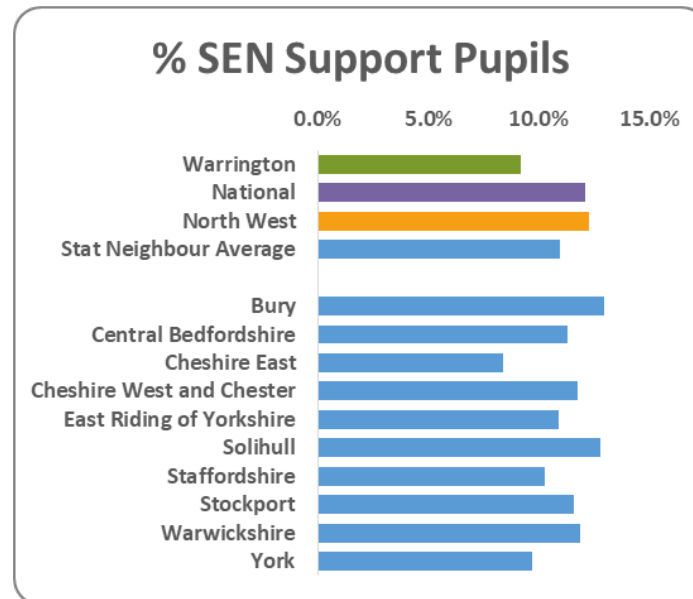 % SEN Support Pupils
0.0% 5.0% 10.0% 15.0%
Warrington
National
North West
Stat Neighbour Average
Bury
Central Bedfordshire
Cheshire East
Cheshire West and Chester
East Riding of Yorkshire
Solihull
Staffordshire
Stockport
Warwickshire
York